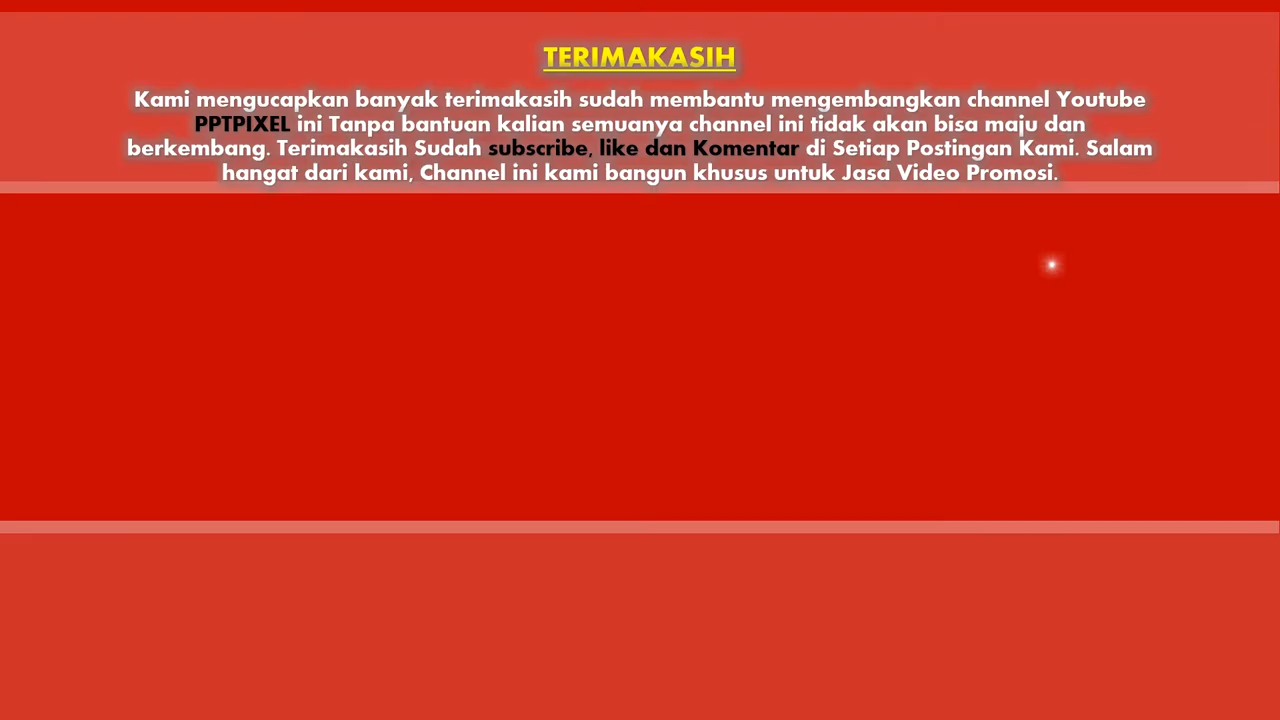 TERIMAKASIH
Kami mengucapkan banyak terimakasih sudah membantu mengembangkan channel Youtube
PPTPIXEL ini Tanpa bantuan kalian semuanya channel ini tidak akan bisa maju dan
berkembang. Terimakasih Sudah subscribe, like dan Komentar di Setiap Postingan Kami. Salam
hangat dari kami, Channel ini kami bangun khusus untuk Jasa Video Promosi.